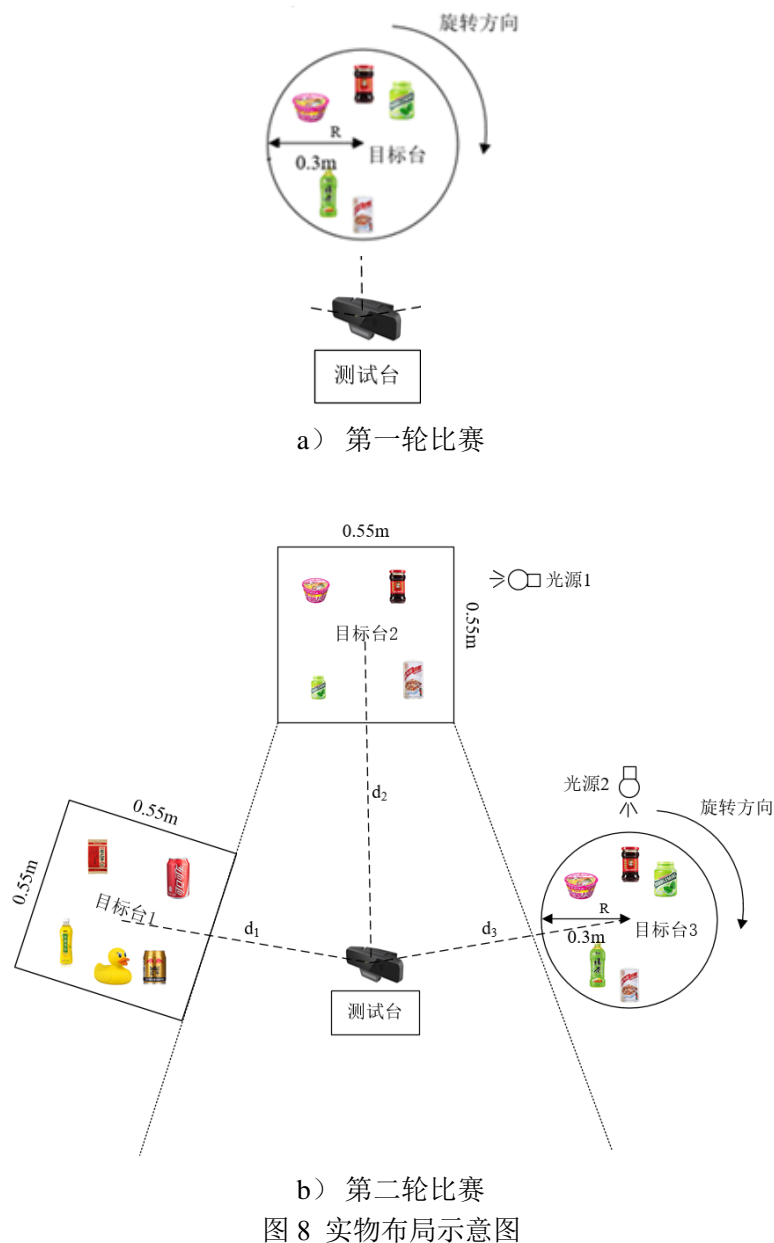 旋转方向
R
目标台
0.3m
测试台
a） 第一轮比赛
0.55m
光源1
0.55m
目标台2
光源2
d₂
旋转方向
0.55m
0.55m
目标台1
d₁
d₃
R
目标台3
0.3m
测试台
b） 第二轮比赛
图 8 实物布局示意图